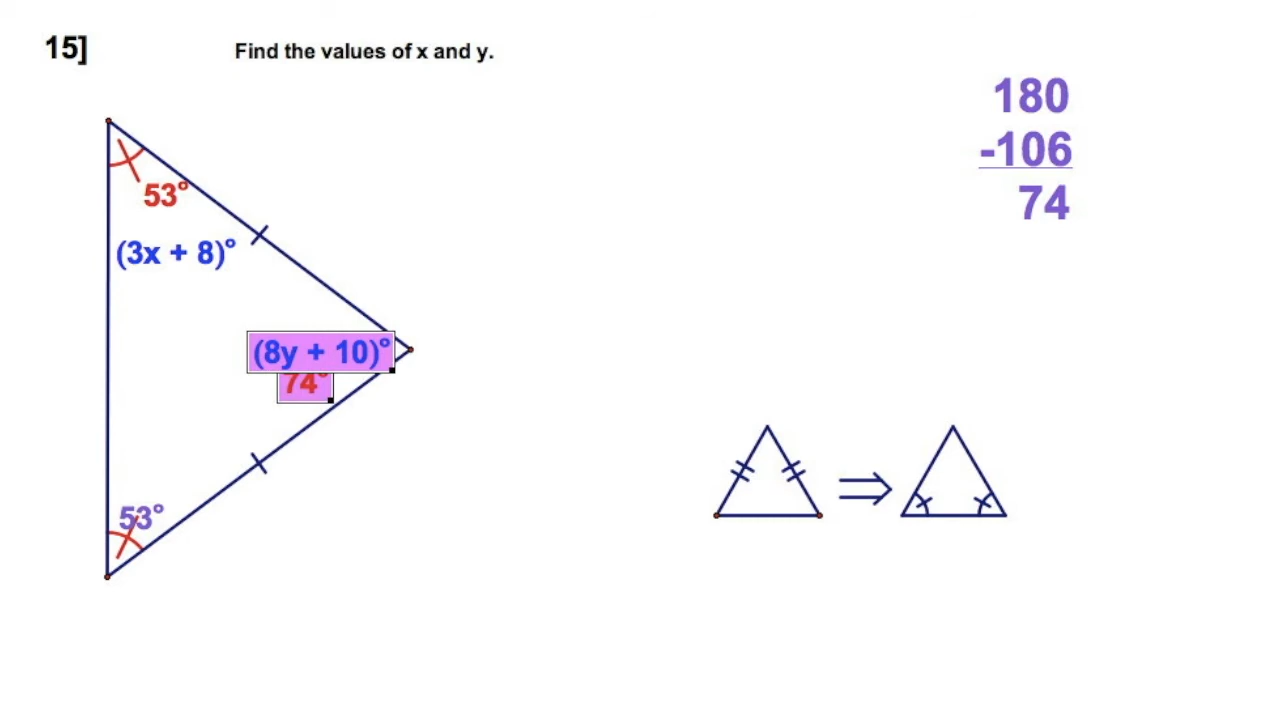 15]
Find the values of x and y.
180
-106
74
53°
(3x + 8)°
(8y + 10)°
74°
53°